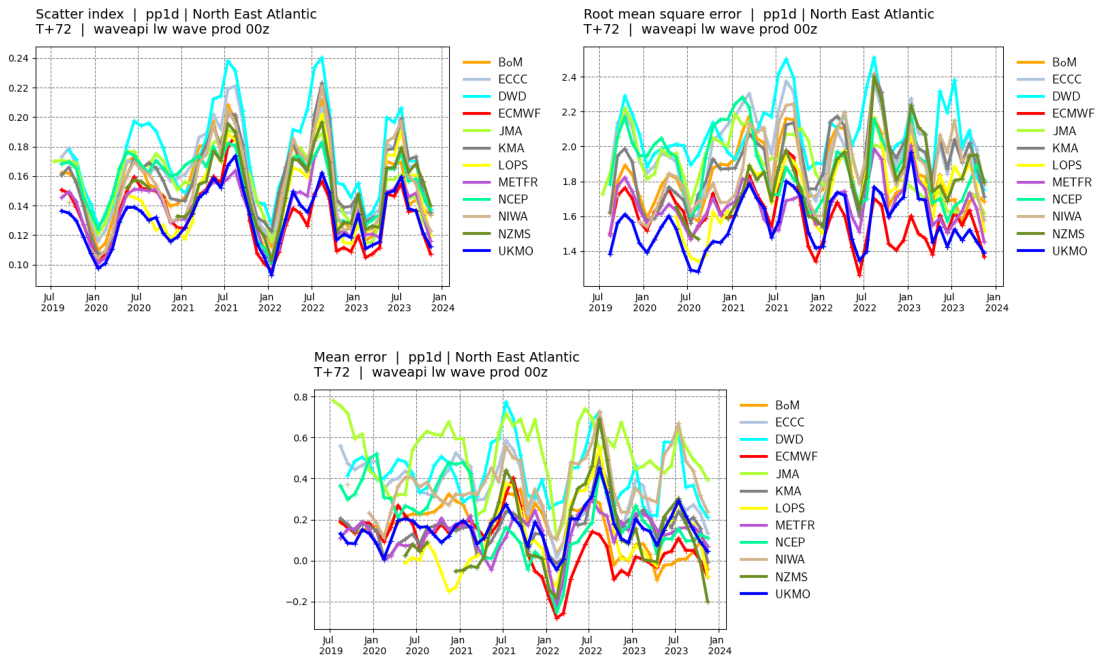 Scatter index | pp1d | North East Atlantic
T+72 | waveapi lw wave prod 00z
0.24
0.22
0.20
0.18
0.16
0.14
0.12
0.10
Jul 2019
Jan 2020
Jul 2020
Jan 2021
Jul 2021
Jan 2022
Jul 2022
Jan 2023
Jul 2023
Jan 2024
BoM
ECCC
DWD
ECMWF
JMA
KMA
LOPS
METFR
NCEP
NIWA
NZMS
UKMO
Root mean square error | pp1d | North East Atlantic
T+72 | waveapi lw wave prod 00z
2.4
2.2
2.0
1.8
1.6
1.4
Jul 2019
Jan 2020
Jul 2020
Jan 2021
Jul 2021
Jan 2022
Jul 2022
Jan 2023
Jul 2023
Jan 2024
BoM
ECCC
DWD
ECMWF
JMA
KMA
LOPS
METFR
NCEP
NIWA
NZMS
UKMO
Mean error | pp1d | North East Atlantic
T+72 | waveapi lw wave prod 00z
0.8
0.6
0.4
0.2
0.0
−0.2
Jul 2019
Jan 2020
Jul 2020
Jan 2021
Jul 2021
Jan 2022
Jul 2022
Jan 2023
Jul 2023
Jan 2024
BoM
ECCC
DWD
ECMWF
JMA
KMA
LOPS
METFR
NCEP
NIWA
NZMS
UKMO